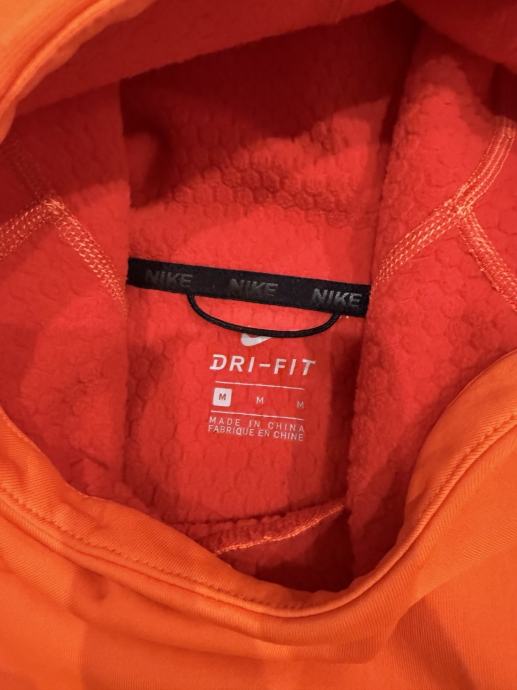 NIKE NIKE NIKE
DRI-FIT
M M M
MADE IN CHINA
FABRIQUE EN CHINE